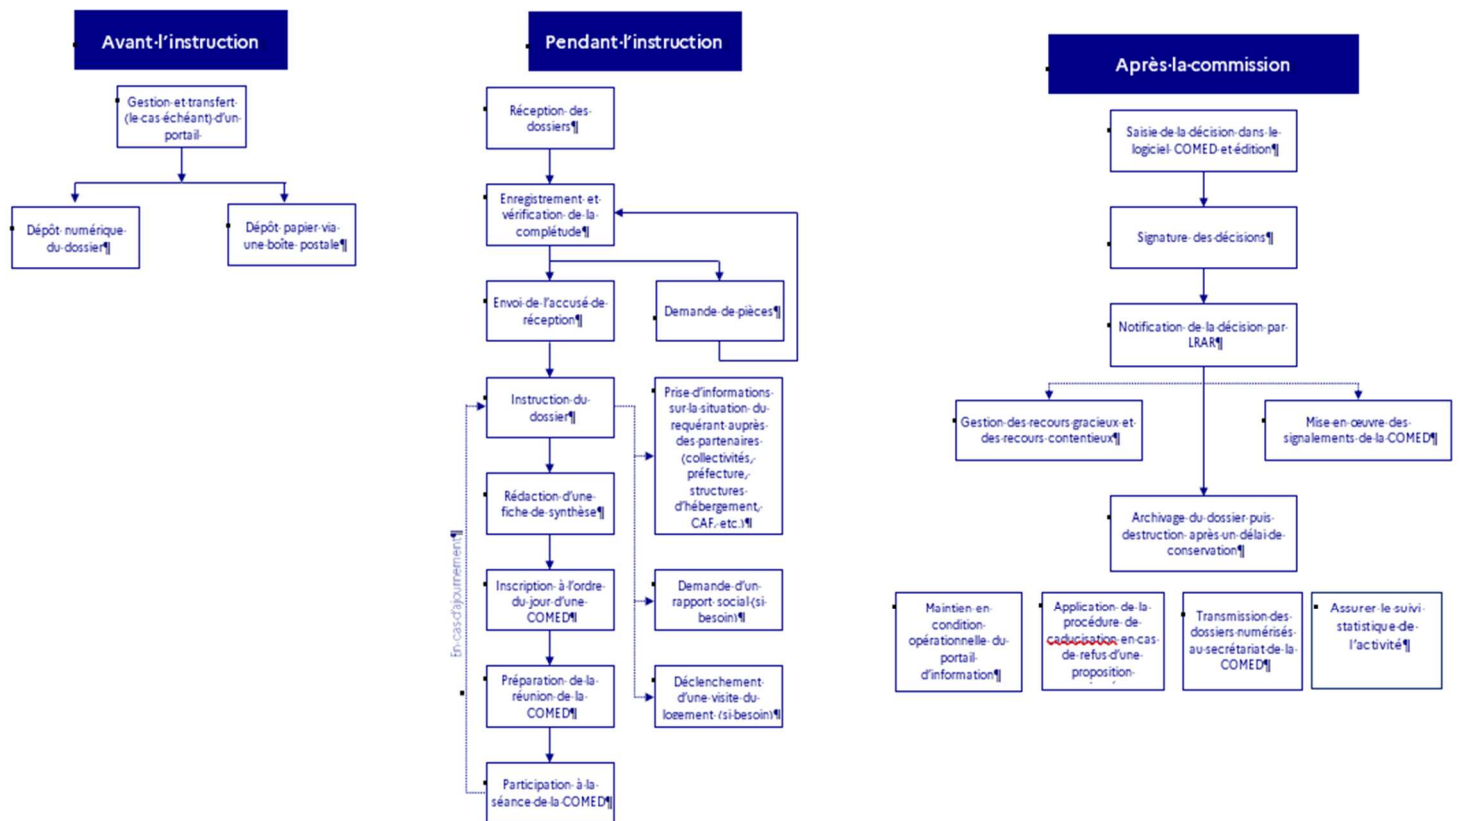 Avant l'instruction
Gestion et transfert
(le cas échéant) d'un
portail
Dépôt numérique
du dossier¶
Dépôt papier via
une boîte postale¶
Pendant l'instruction
Réception des
dossiers¶
Enregistrement et
vérification de la
complétude¶
Envoi de l'accusé de
réception¶
Demande de pièces¶
Instruction du
dossier¶
Prise d'informations
sur la situation du
requérant auprès
des partenaires
(collectivités,
préfecture,
structures
d'hébergement,
CAF, etc.)¶
Rédaction d'une
fiche de synthèse¶
En cas d'ajournement¶
Inscription à l'ordre
du jour d'une
COMED¶
Demande d'un
rapport social (si
besoin)¶
Préparation de la
réunion de la
COMED¶
Déclenchement
d'une visite du
logement (si besoin)¶
Participation à la
séance de la COMED¶
Après la commission
Saisie de la décision dans le
logiciel COMED et édition¶
Signature des décisions¶
Notification de la décision par
LRAR¶
Gestion des recours gracieux et
des recours contentieux¶
Mise en œuvre des
signalements de la COMED¶
Archivage du dossier puis
destruction après un délai de
conservation¶
Maintien en
condition
opérationnelle du
portail
d'information¶
Application de la
procédure de
caducisation en cas
de refus d'une
proposition
Transmission des
dossiers numérisés
au secrétariat de la
COMED¶
Assurer le suivi
statistique de
l'activité¶